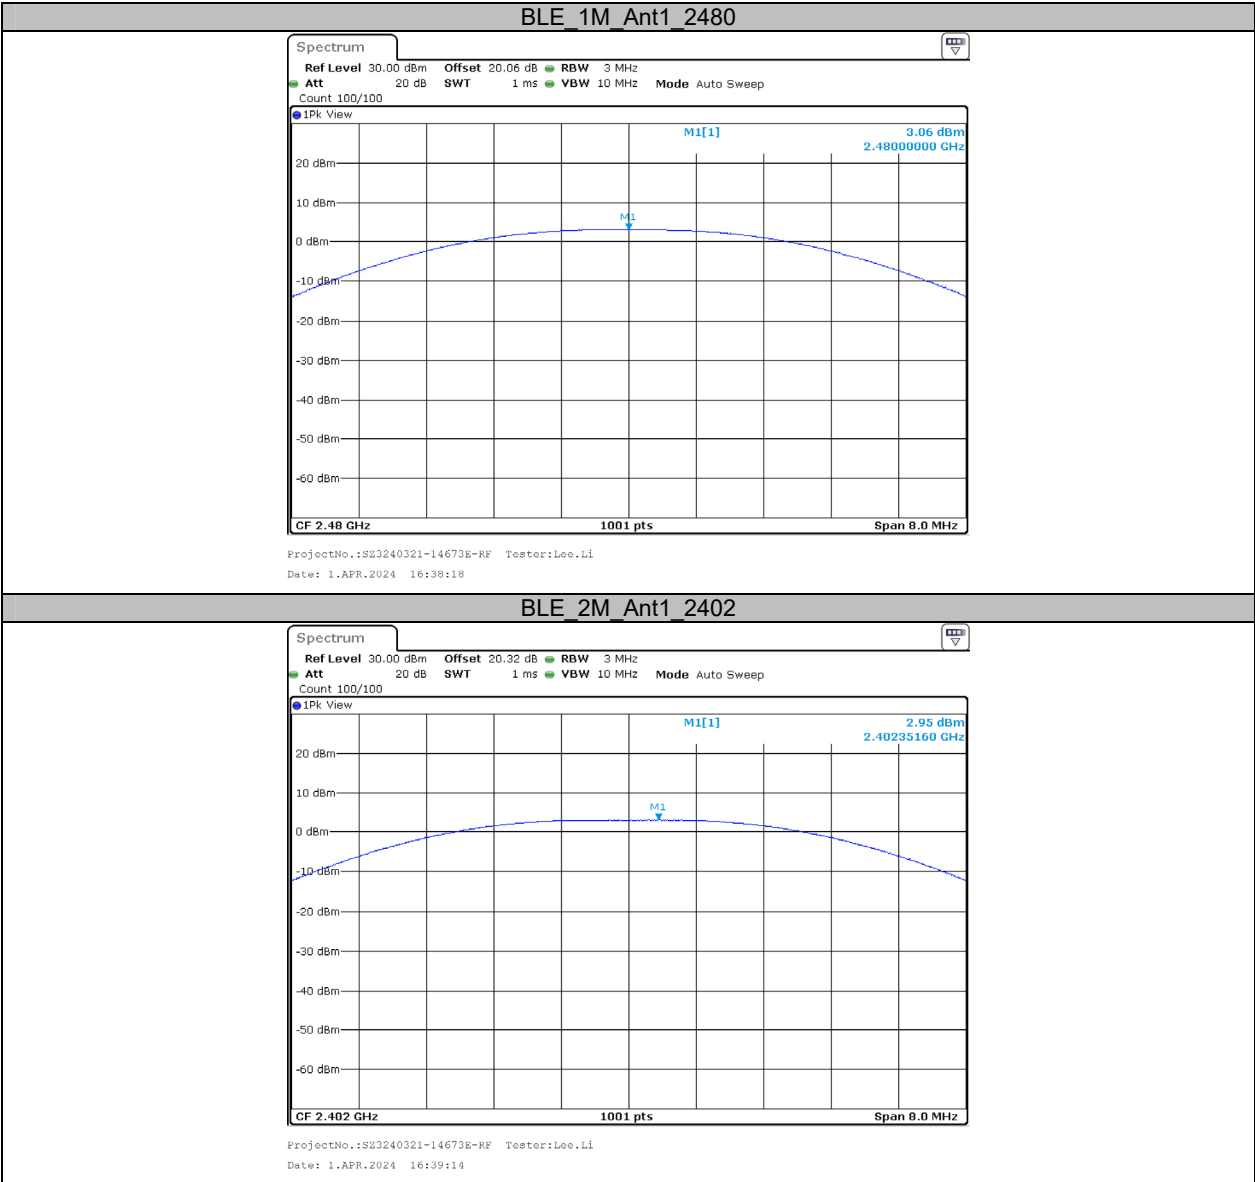 BLE_1M_Ant1_2480
Spectrum
Ref Level 30.00 dBm Offset 20.06 dB RBW 3 MHz
Att 20 dB SWT 1 ms VBW 10 MHz Mode Auto Sweep
Count 100/100
1Pk View
M1[1] 3.06 dBm
2.48000000 GHz
20 dBm
10 dBm
M1
0 dBm
-10 dBm
-20 dBm
-30 dBm
-40 dBm
-50 dBm
-60 dBm
CF 2.48 GHz 1001 pts Span 8.0 MHz
ProjectNo.:SZ3240321-14673E-RF Tester:Lee.Li
Date: 1.APR.2024 16:38:18
BLE_2M_Ant1_2402
Spectrum
Ref Level 30.00 dBm Offset 20.32 dB RBW 3 MHz
Att 20 dB SWT 1 ms VBW 10 MHz Mode Auto Sweep
Count 100/100
1Pk View
M1[1] 2.95 dBm
2.40235160 GHz
20 dBm
10 dBm
M1
0 dBm
-10 dBm
-20 dBm
-30 dBm
-40 dBm
-50 dBm
-60 dBm
CF 2.402 GHz 1001 pts Span 8.0 MHz
ProjectNo.:SZ3240321-14673E-RF Tester:Lee.Li
Date: 1.APR.2024 16:39:14